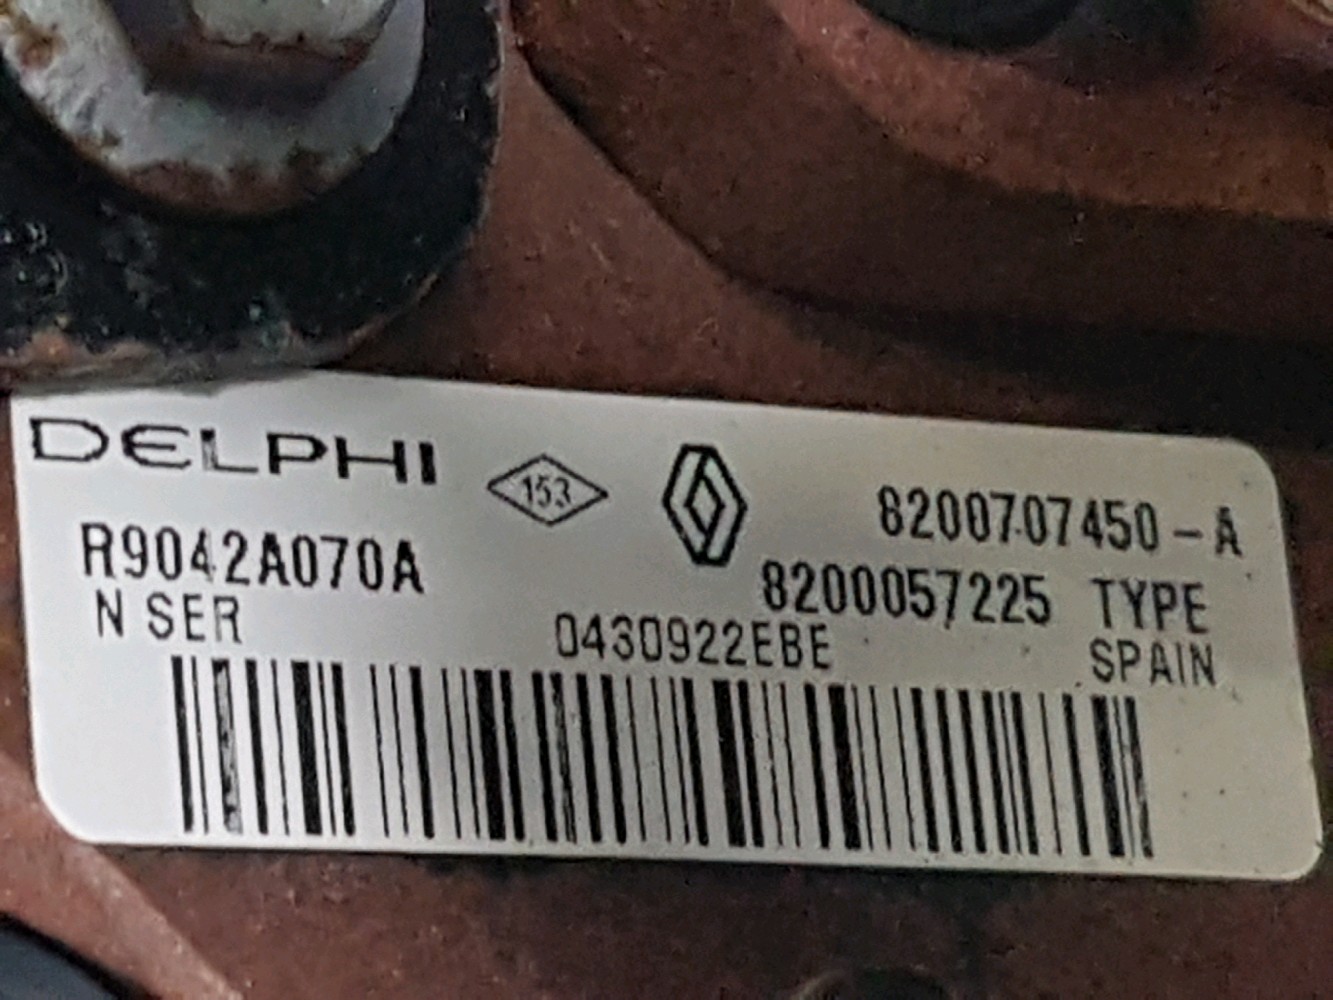 DELPHI
153
8200707450-A
R9042A070A
8200057225 TYPE
N SER 0430922EBE SPAIN